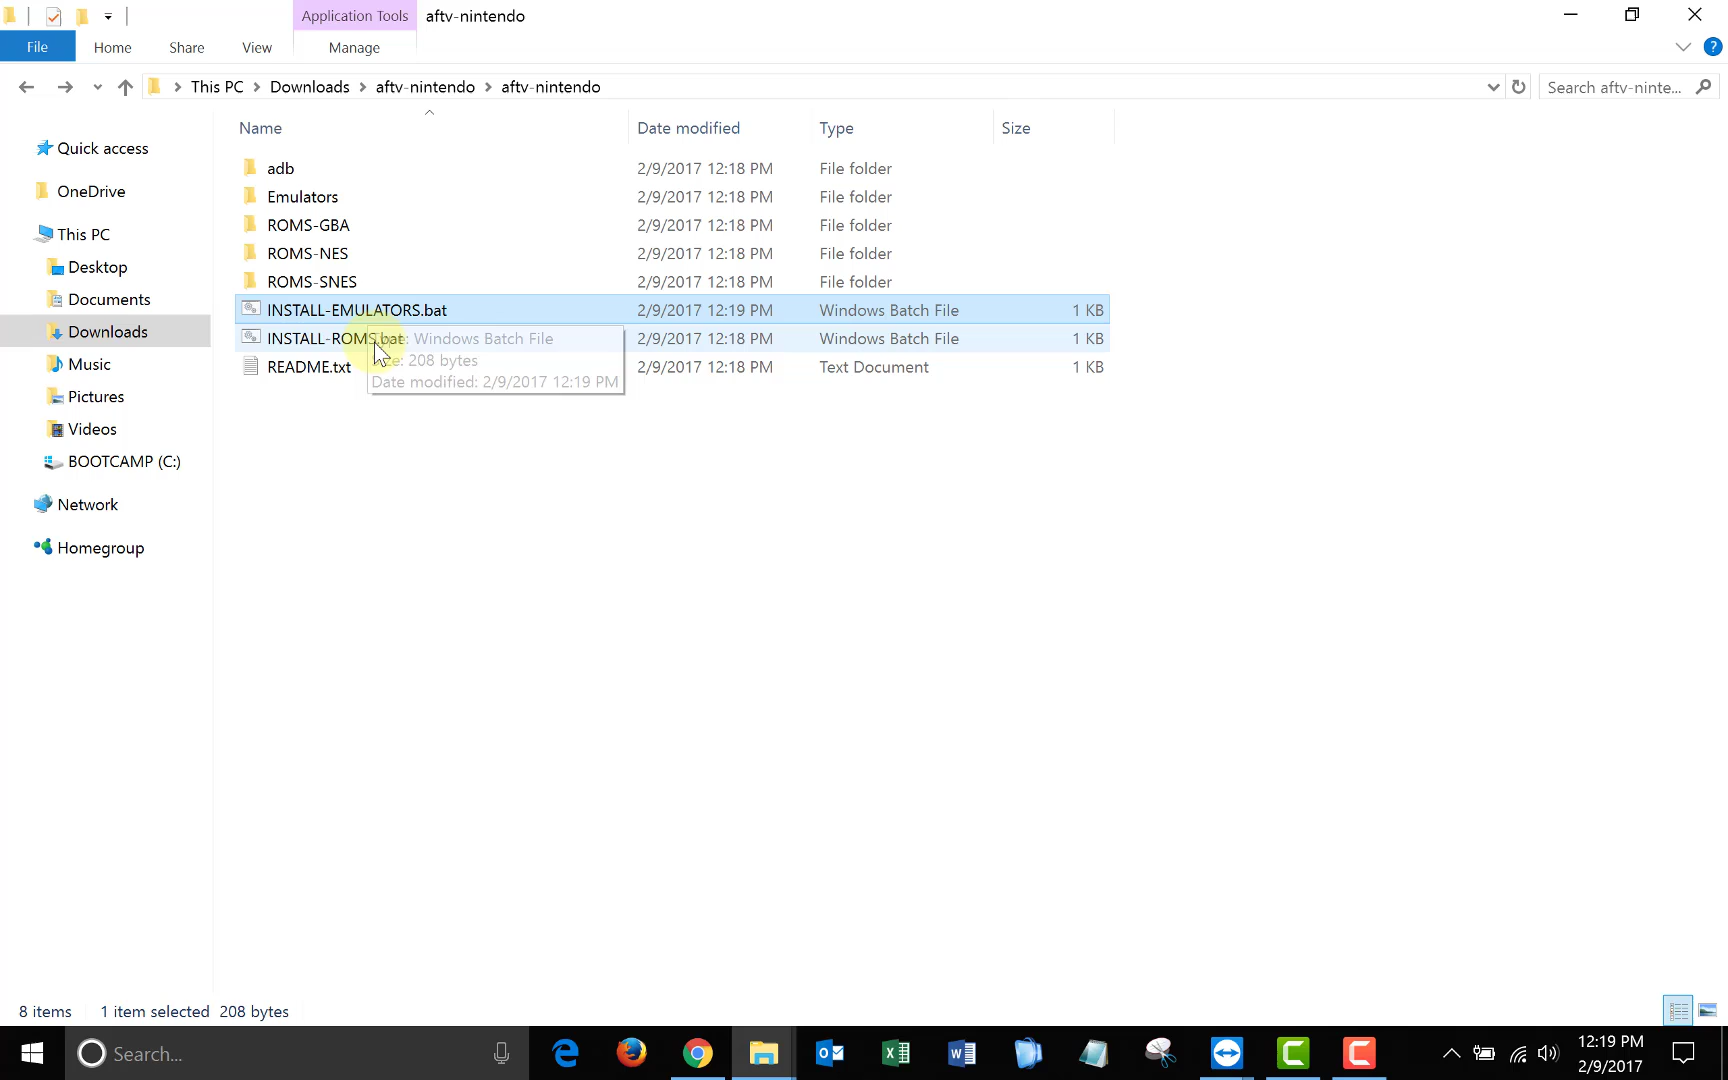 Application Tools aftv-nintendo
File Home Share View Manage
This PC Downloads aftv-nintendo aftv-nintendo Search aftv-ninte...
Name Date modified Type Size
Quick access
OneDrive
This PC
Desktop
Documents
Downloads
Music
Pictures
Videos
BOOTCAMP (C:)
Network
Homegroup
adb 2/9/2017 12:18 PM File folder
Emulators 2/9/2017 12:18 PM File folder
ROMS-GBA 2/9/2017 12:18 PM File folder
ROMS-NES 2/9/2017 12:18 PM File folder
ROMS-SNES 2/9/2017 12:18 PM File folder
INSTALL-EMULATORS.bat 2/9/2017 12:19 PM Windows Batch File 1 KB
INSTALL-ROMS.bat 2/9/2017 12:18 PM Windows Batch File 1 KB
README.txt 2/9/2017 12:18 PM Text Document 1 KB
Type: Windows Batch File
Size: 208 bytes
Date modified: 2/9/2017 12:19 PM
8 items 1 item selected 208 bytes
Search...
12:19 PM
2/9/2017